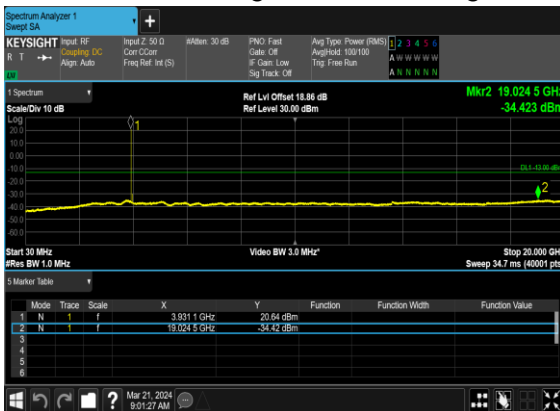 Spectrum Analyzer 1
Swept SA
KEYSIGHT
R T
LV
Input: RF
Coupling: DC
Align: Auto
Input Z: 50 Ω
Corr CCorr
Freq Ref: Int (S)
#Atten: 30 dB
PNO: Fast
Gate: Off
IF Gain: Low
Sig Track: Off
Avg Type: Power (RMS)
Avg|Hold: 100/100
Trig: Free Run
1 2 3 4 5 6
A W W W W W
A N N N N N
1 Spectrum
Scale/Div 10 dB
Ref Lvl Offset 18.86 dB
Ref Level 30.00 dBm
Mkr2 19.024 5 GHz
-34.423 dBm
Log
20.0
10.0
0.00
-10.0
-20.0
-30.0
-40.0
-50.0
-60.0
1
DL1 -13.00 dBm
2
Start 30 MHz
#Res BW 1.0 MHz
Video BW 3.0 MHz*
Stop 20.000 GHz
Sweep 34.7 ms (40001 pts)
5 Marker Table
Mode Trace Scale X Y Function Function Width Function Value
1 N 1 f 3.931 1 GHz 20.64 dBm
2 N 1 f 19.024 5 GHz -34.42 dBm
3
4
5
6
?
Mar 21, 2024
9:01:27 AM